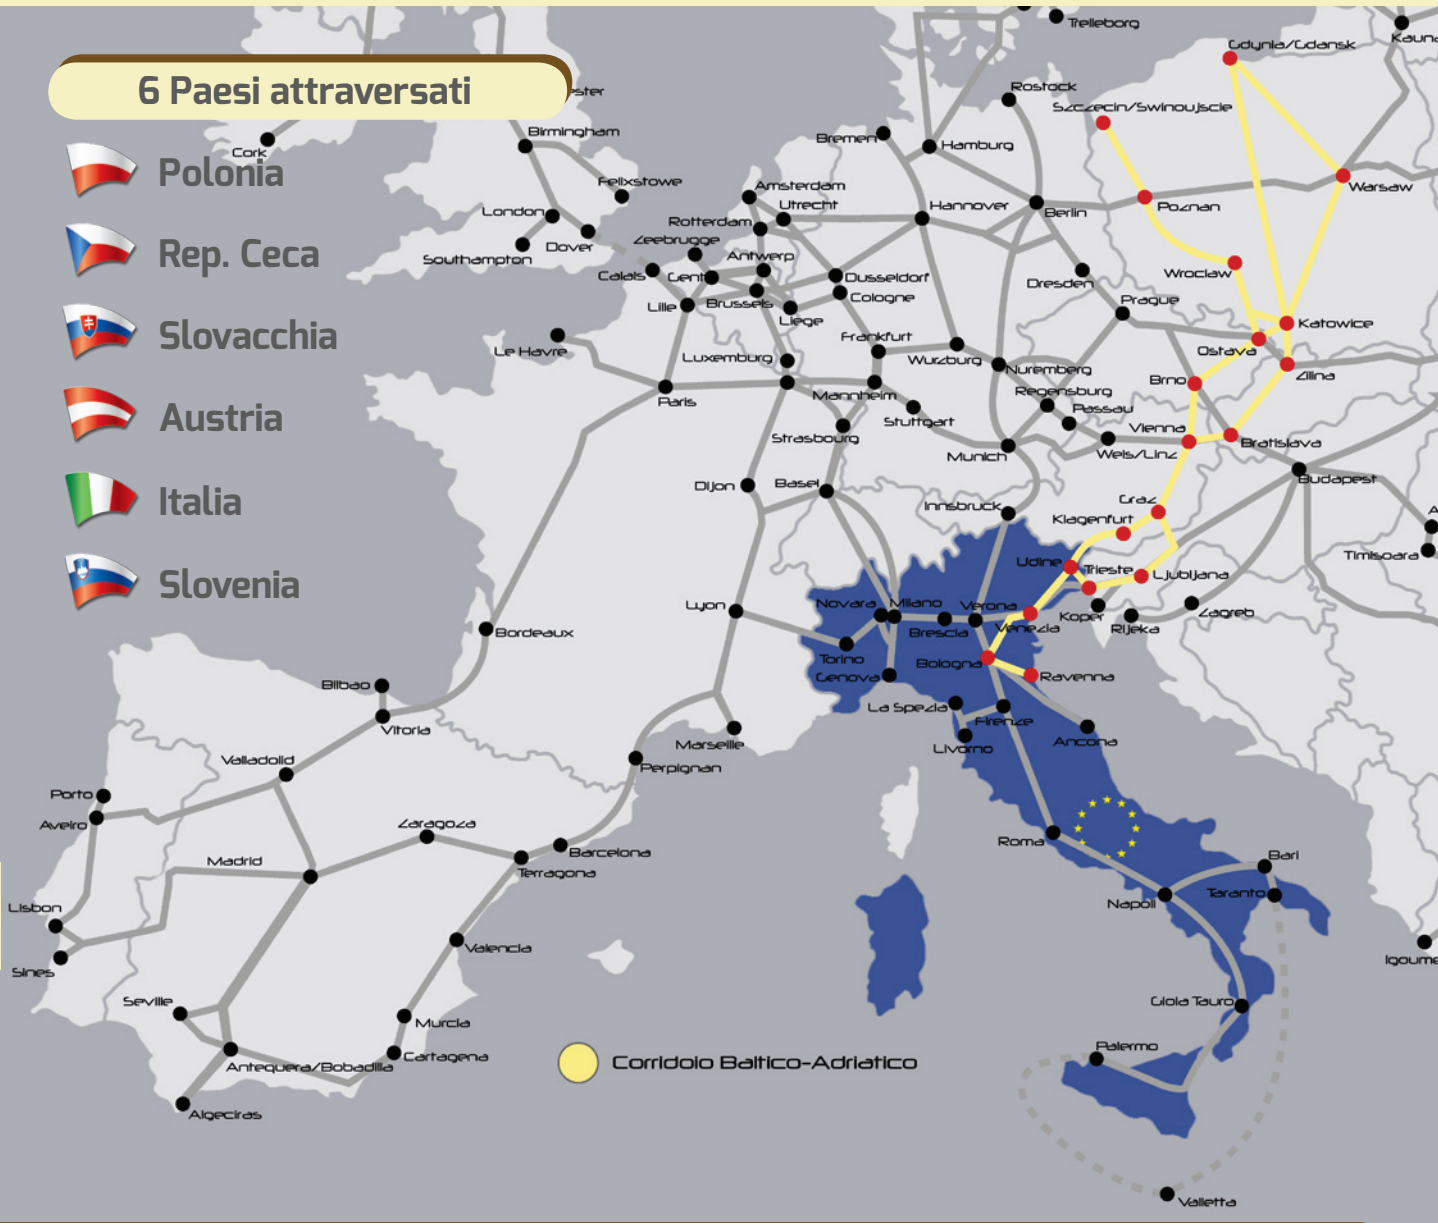 6 Paesi attraversati
Polonia
Rep. Ceca
Slovacchia
Austria
Italia
Slovenia
Trelleborg
Gdynia/Gdansk
Rostock
Szczecin/Swinoujscie
Birmingham
Bremen
Hamburg
Cork
Felixstowe
Amsterdam
Utrecht
Hannover
Berlin
Poznan
Warsaw
London
Rotterdam
Dover
Zeebrugge
Southampton
Antwerp
Calais
Gent
Dusseldorf
Dresden
Wroclaw
Lille
Brussels
Cologne
Prague
Liege
Katowice
Le Havre
Frankfurt
Ostava
Luxemburg
Wurzburg
Nuremberg
Zilina
Paris
Mannheim
Regensburg
Brno
Passau
Stuttgart
Strasbourg
Vienna
Bratislava
Munich
Wels/Linz
Dijon
Basel
Budapest
Innsbruck
Graz
Klagenfurt
Timisoara
Udine
Trieste
Ljubljana
Lyon
Novara
Milano
Verona
Koper
Zagreb
Bordeaux
Brescia
Venezia
Rijeka
Torino
Bologna
Genova
Ravenna
Bilbao
La Spezia
Firenze
Vitoria
Marseille
Livorno
Ancona
Valladolid
Perpignan
Porto
Aveiro
Zaragoza
Roma
Madrid
Barcelona
Bari
Terragona
Taranto
Lisbon
Napoli
Valencia
Sines
Seville
Gioia Tauro
Murcia
Palermo
Antequera/Bobadilla
Cartagena
Corridoio Baltico-Adriatico
Algeciras
Valletta